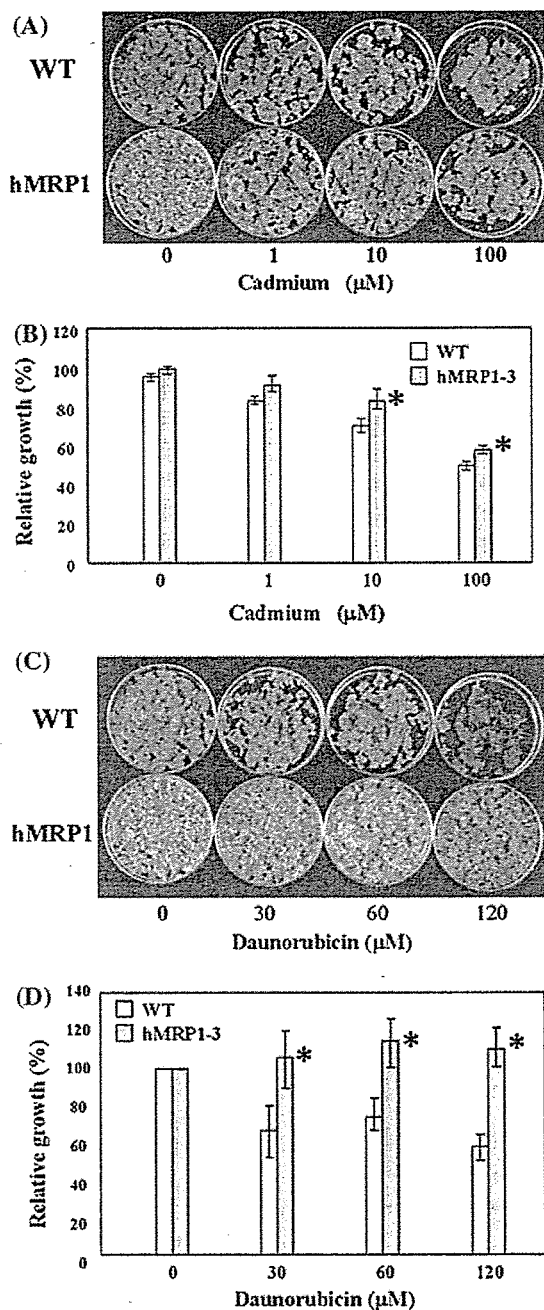 (A)
WT
hMRP1
0 1 10 100
Cadmium (µM)
(B)
120
100
80
60
40
20
0
Relative growth (%)
WT
hMRP1-3
*
*
0 1 10 100
Cadmium (µM)
(C)
WT
hMRP1
0 30 60 120
Daunorubicin (µM)
(D)
140
120
100
80
60
40
20
0
Relative growth (%)
WT
hMRP1-3
* * *
0 30 60 120
Daunorubicin (µM)